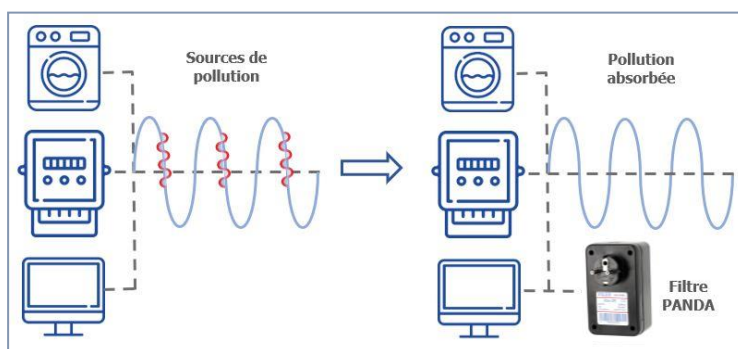 Sources de
pollution
Pollution
absorbée
Filtre
PANDA